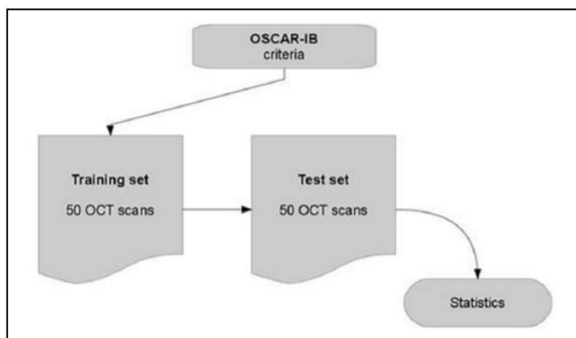 OSCAR-IB
criteria
Training set
50 OCT scans
Test set
50 OCT scans
Statistics